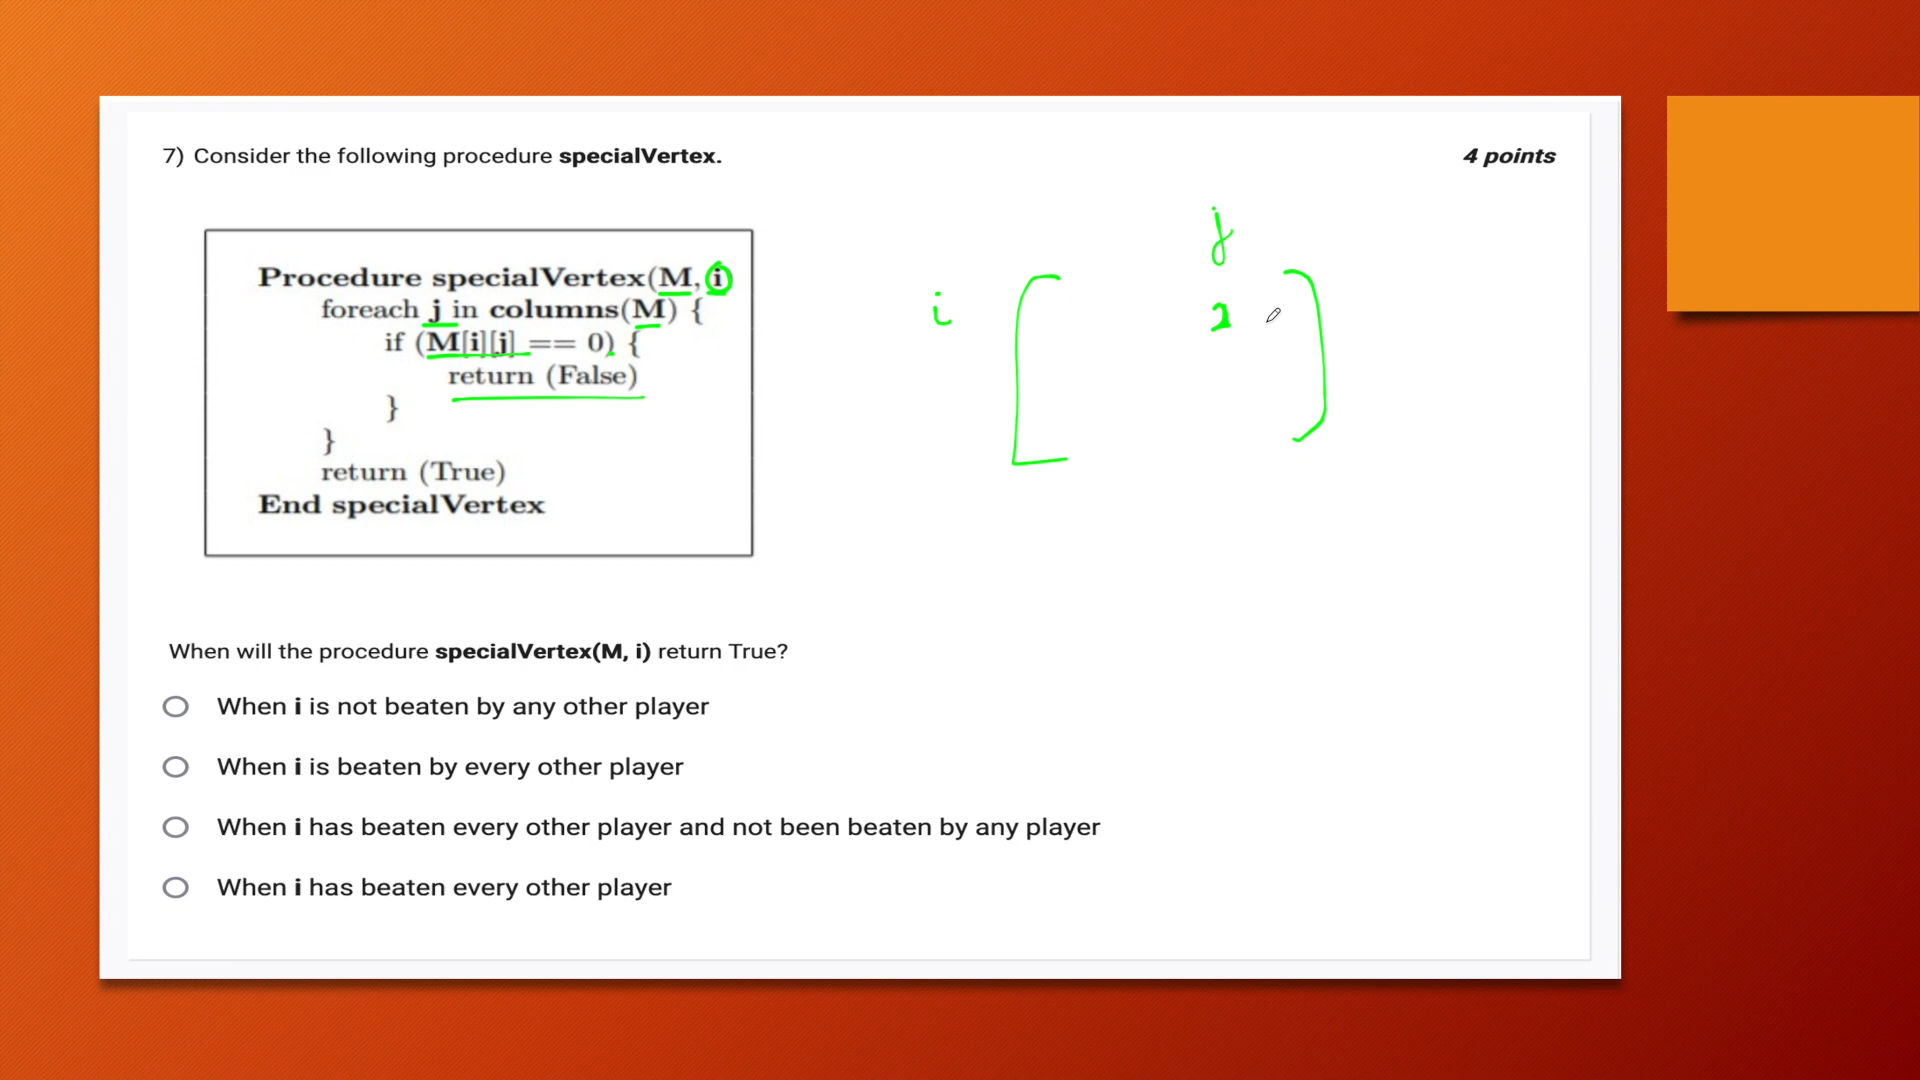 7) Consider the following procedure specialVertex.
4 points
Procedure specialVertex(M, i
foreach j in columns(M) {
if (M[i][j] == 0) {
return (False)
}
}
return (True)
End specialVertex
j
i
1
When will the procedure specialVertex(M, i) return True?
When i is not beaten by any other player
When i is beaten by every other player
When i has beaten every other player and not been beaten by any player
When i has beaten every other player